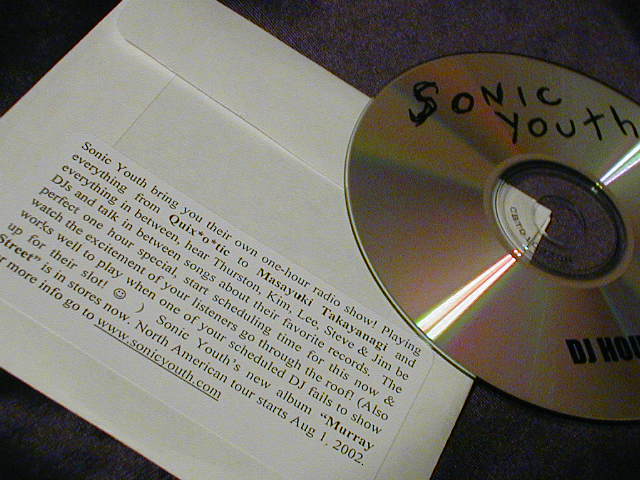 Sonic Youth bring you their own one-hour radio show! Playing
everything from Quix*o*tic to Masayuki Takayanagi and
everything in between, hear Thurston, Kim, Lee, Steve & Jim be
DJs and talk in between songs about their favorite records. The
perfect one hour special, start scheduling time for this now &
watch the excitement of your listeners go through the roof! (Also
works well to play when one of your scheduled DJ fails to show
up for their slot! ☺ ) Sonic Youth's new album "Murray
Street" is in stores now. North American tour starts Aug 1, 2002.
more info go to www.sonicyouth.com
SONIC
YOUTH
DJ HOU